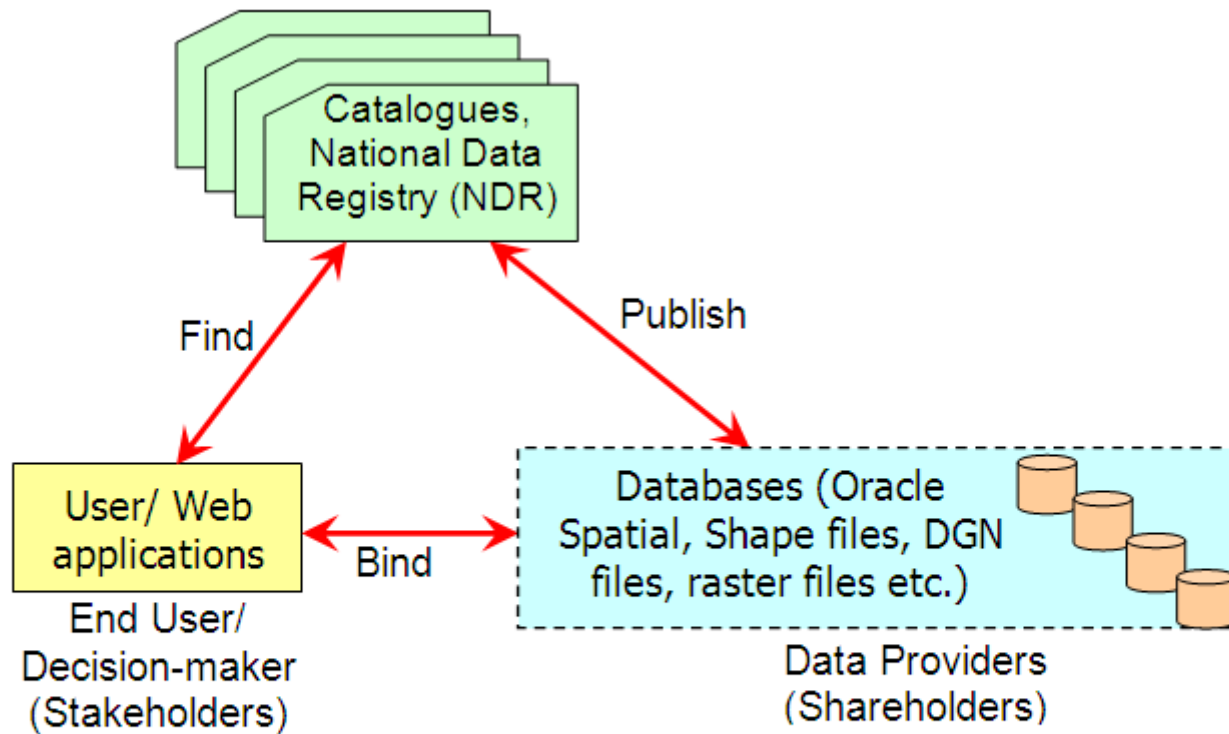 Catalogues,
National Data
Registry (NDR)
Find
Publish
User/ Web
applications
Bind
Databases (Oracle
Spatial, Shape files, DGN
files, raster files etc.)
End User/
Decision-maker
(Stakeholders)
Data Providers
(Shareholders)